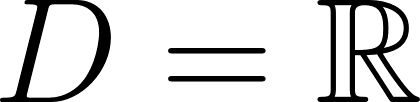 D = ℝ